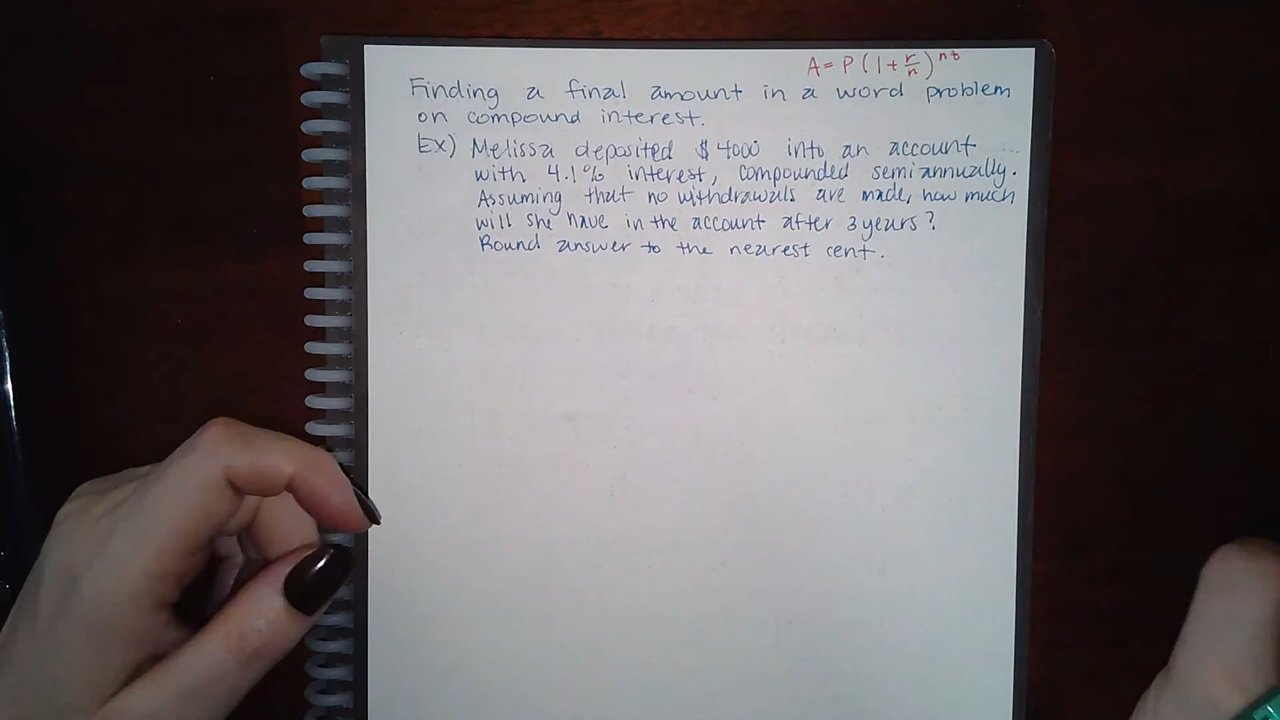 A = P(1 + r/n)^nt
Finding a final amount in a word problem
on compound interest.
Ex) Melissa deposited $4000 into an account
with 4.1% interest, compounded semiannually.
Assuming that no withdrawals are made, how much
will she have in the account after 3 years?
Round answer to the nearest cent.